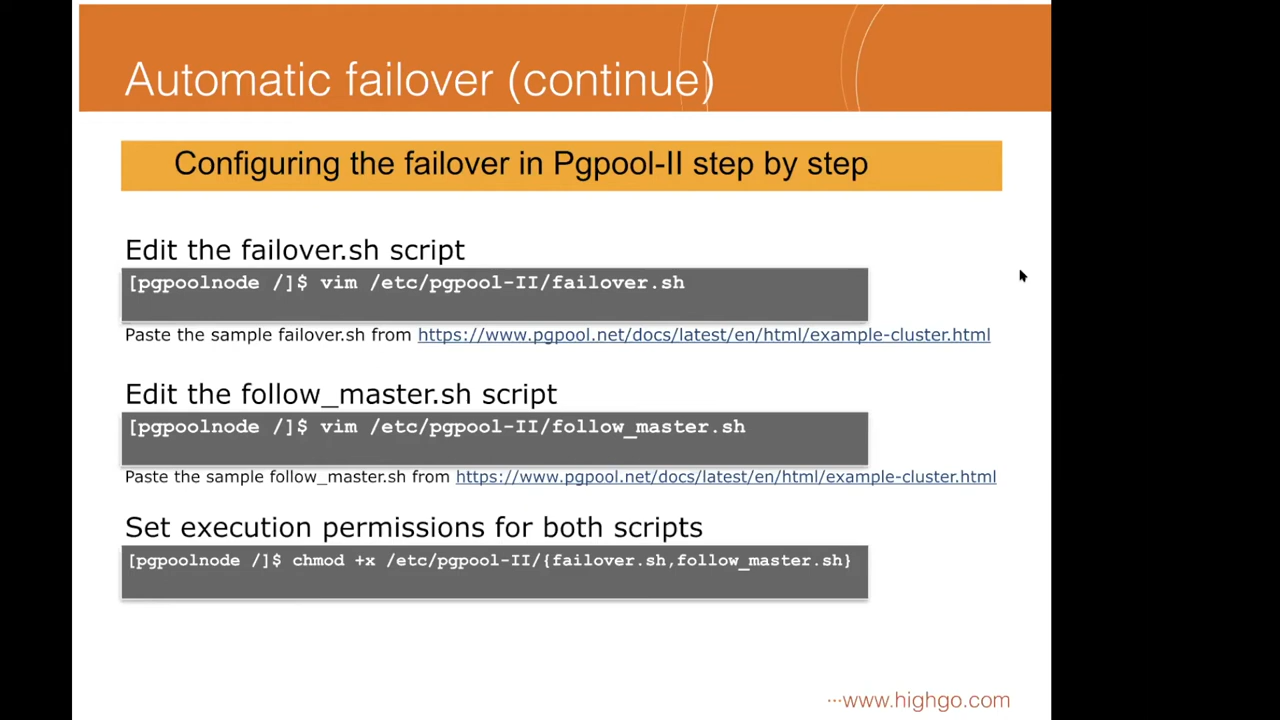 Automatic failover (continue)
Configuring the failover in Pgpool-II step by step
Edit the failover.sh script
[pgpoolnode /]$ vim /etc/pgpool-II/failover.sh
Paste the sample failover.sh from https://www.pgpool.net/docs/latest/en/html/example-cluster.html
Edit the follow_master.sh script
[pgpoolnode /]$ vim /etc/pgpool-II/follow_master.sh
Paste the sample follow_master.sh from https://www.pgpool.net/docs/latest/en/html/example-cluster.html
Set execution permissions for both scripts
[pgpoolnode /]$ chmod +x /etc/pgpool-II/{failover.sh,follow_master.sh}
···www.highgo.com